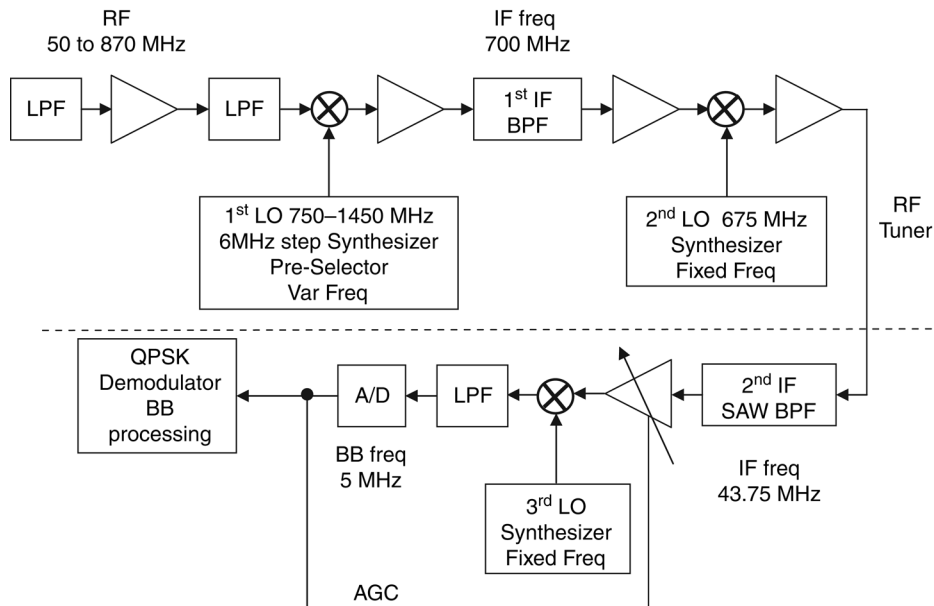 RF
50 to 870 MHz
IF freq
700 MHz
LPF
LPF
1st IF
BPF
1st LO 750–1450 MHz
6MHz step Synthesizer
Pre-Selector
Var Freq
2nd LO 675 MHz
Synthesizer
Fixed Freq
RF
Tuner
QPSK
Demodulator
BB
processing
A/D
LPF
2nd IF
SAW BPF
BB freq
5 MHz
IF freq
43.75 MHz
3rd LO
Synthesizer
Fixed Freq
AGC